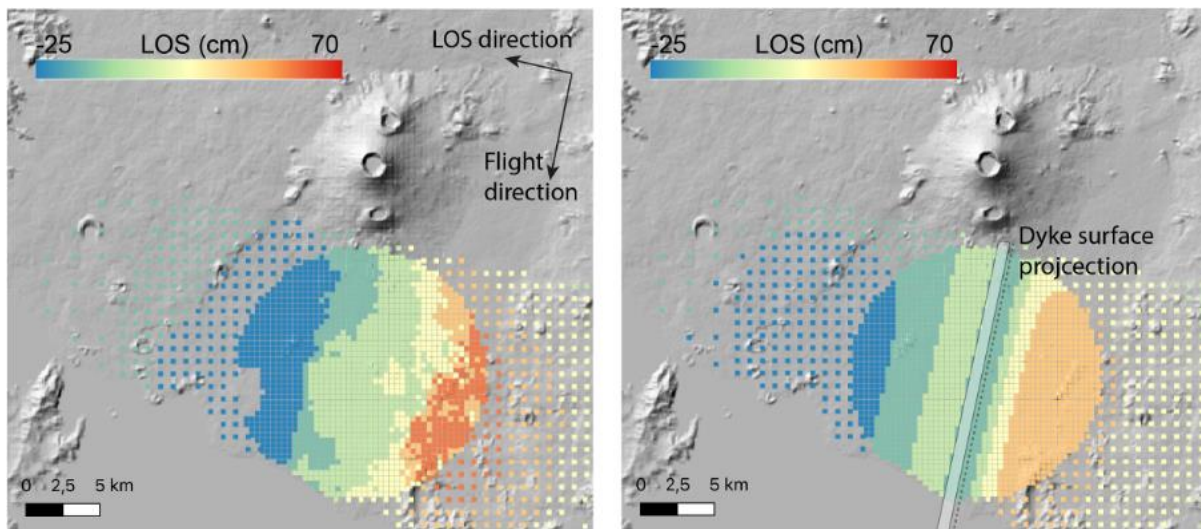 -25 LOS (cm) 70
LOS direction
Flight
direction
0 2,5 5 km
-25 LOS (cm) 70
Dyke surface
projcection
0 2,5 5 km